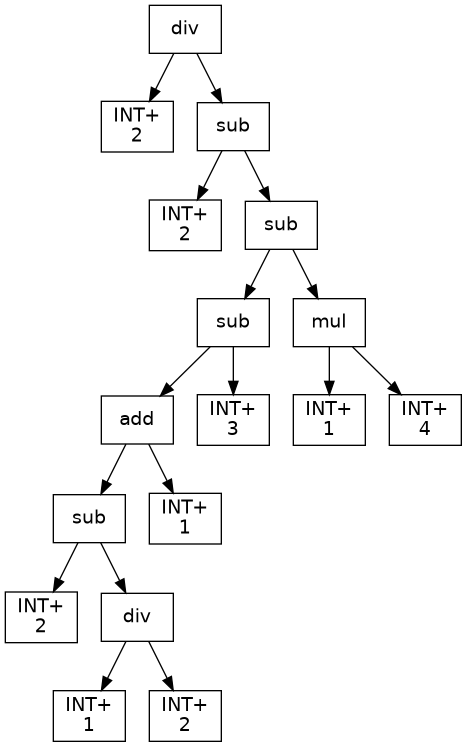 div
INT+
2
sub
INT+
2
sub
sub
mul
add
INT+
3
INT+
1
INT+
4
sub
INT+
1
INT+
2
div
INT+
1
INT+
2